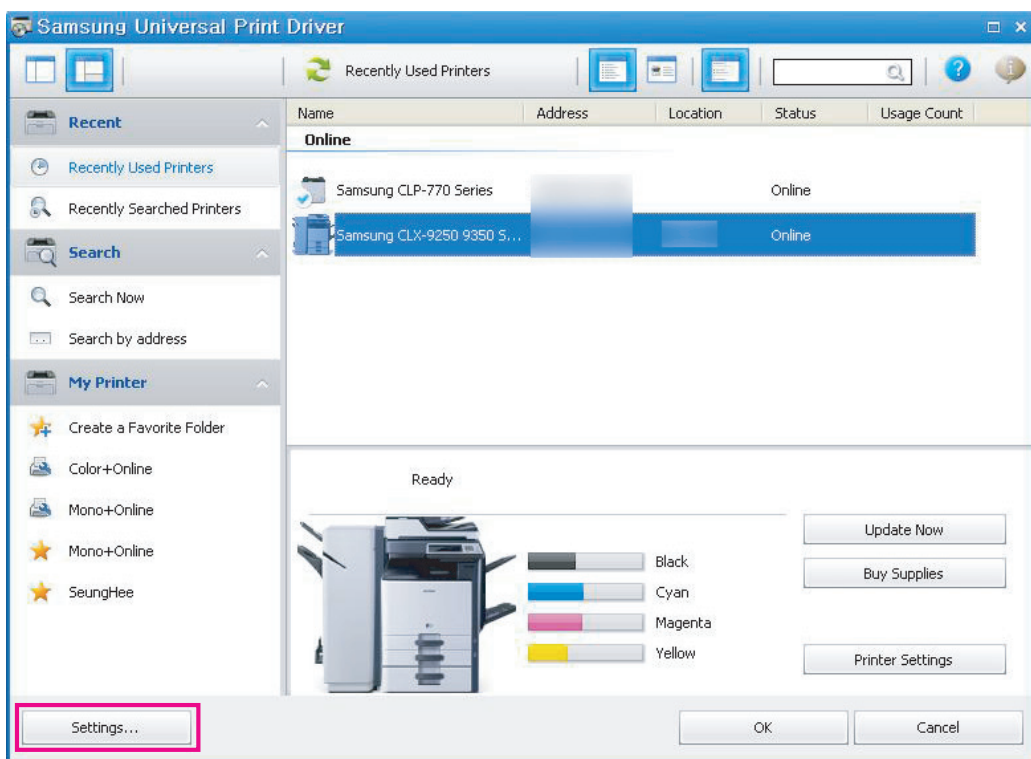 Samsung Universal Print Driver
Recently Used Printers
Recent
Recently Used Printers
Recently Searched Printers
Search
Search Now
Search by address
My Printer
Create a Favorite Folder
Color+Online
Mono+Online
Mono+Online
SeungHee
Name Address Location Status Usage Count
Online
Samsung CLP-770 Series Online
Samsung CLX-9250 9350 S... Online
Ready
Black
Cyan
Magenta
Yellow
Update Now
Buy Supplies
Printer Settings
Settings...
OK
Cancel